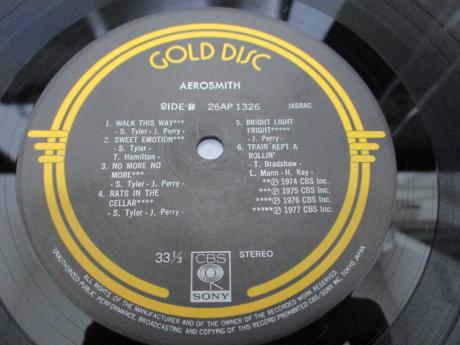 GOLD DISC
AEROSMITH
SIDE-B 26AP 1326 JASRAC
1. WALK THIS WAY***
- S. Tyler - J. Perry -
2. SWEET EMOTION***
- S. Tyler -
T. Hamilton -
3. NO MORE NO
MORE***
- S. Tyler - J. Perry -
4. RATS IN THE
CELLAR****
- S. Tyler - J. Perry -
5. BRIGHT LIGHT
FRIGHT*****
- J. Perry -
6. TRAIN KEPT A
ROLLIN'
- T. Bradshaw -
L. Mann - H. Kay -
**Ⓟ 1974 CBS Inc.
***Ⓟ 1975 CBS Inc.
****Ⓟ 1976 CBS Inc.
*****Ⓟ 1977 CBS Inc.
33⅓ CBS STEREO
SONY
ALL RIGHTS OF THE MANUFACTURER AND OF THE OWNER OF THE RECORDED WORK RESERVED.
UNAUTHORIZED PUBLIC PERFORMANCE, BROADCASTING AND COPYING OF THIS RECORD PROHIBITED CBS/SONY INC. TOKYO JAPAN